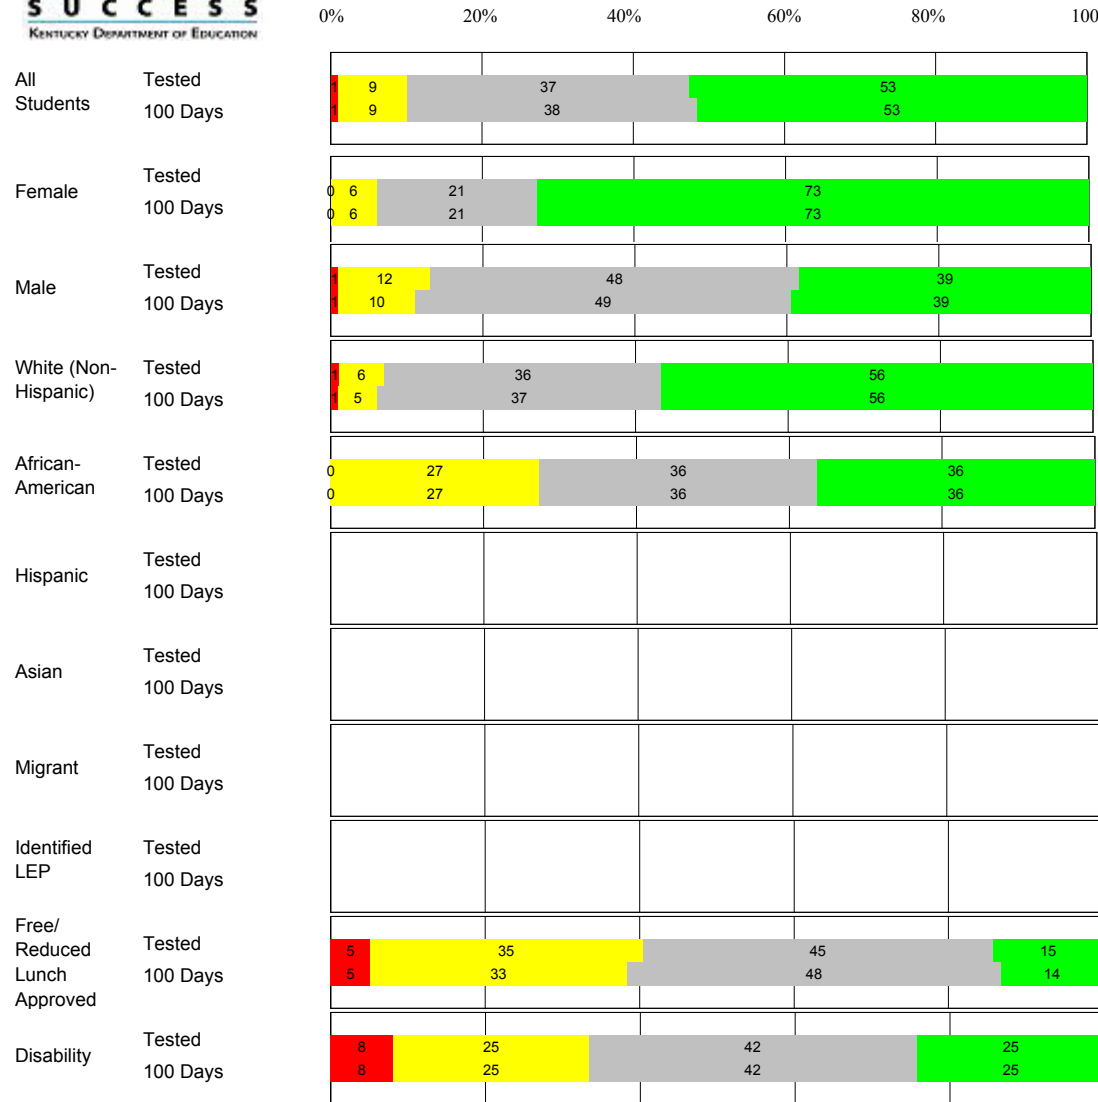 SUCCESS
KENTUCKY DEPARTMENT OF EDUCATION
0% 20% 40% 60% 80% 100
All Students
Tested 1 9 37 53
100 Days 1 9 38 53
Female
Tested 0 6 21 73
100 Days 0 6 21 73
Male
Tested 1 12 48 39
100 Days 1 10 49 39
White (Non-
Hispanic)
Tested 1 6 36 56
100 Days 1 5 37 56
African-
American
Tested 0 27 36 36
100 Days 0 27 36 36
Hispanic
Tested
100 Days
Asian
Tested
100 Days
Migrant
Tested
100 Days
Identified
LEP
Tested
100 Days
Free/
Reduced
Lunch
Approved
Tested 5 35 45 15
100 Days 5 33 48 14
Disability
Tested 8 25 42 25
100 Days 8 25 42 25